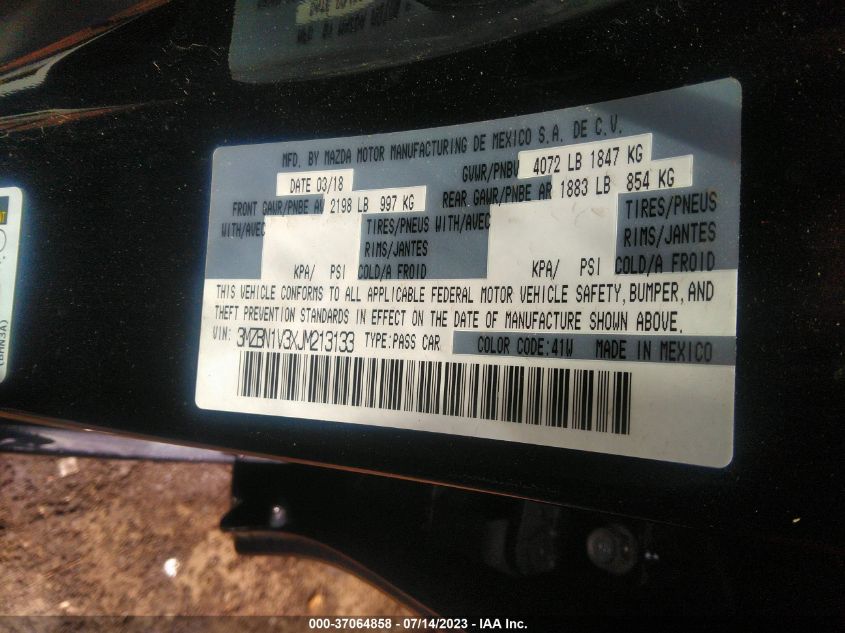 MFD. BY MAZDA MOTOR MANUFACTURING DE MEXICO S.A. DE C.V.
DATE 03/18 GVWR/PNBV 4072 LB 1847 KG
FRONT GAWR/PNBE AV 2198 LB 997 KG REAR GAWR/PNBE AR 1883 LB 854 KG
WITH/AVEC TIRES/PNEUS WITH/AVEC TIRES/PNEUS
RIMS/JANTES RIMS/JANTES
KPA/ PSI COLD/A FROID KPA/ PSI COLD/A FROID
THIS VEHICLE CONFORMS TO ALL APPLICABLE FEDERAL MOTOR VEHICLE SAFETY, BUMPER, AND
THEFT PREVENTION STANDARDS IN EFFECT ON THE DATE OF MANUFACTURE SHOWN ABOVE.
VIN: 3MZBN1V3XJM213133 TYPE:PASS CAR COLOR CODE:41W MADE IN MEXICO
(BHN3A)
000-37064858 - 07/14/2023 - IAA Inc.